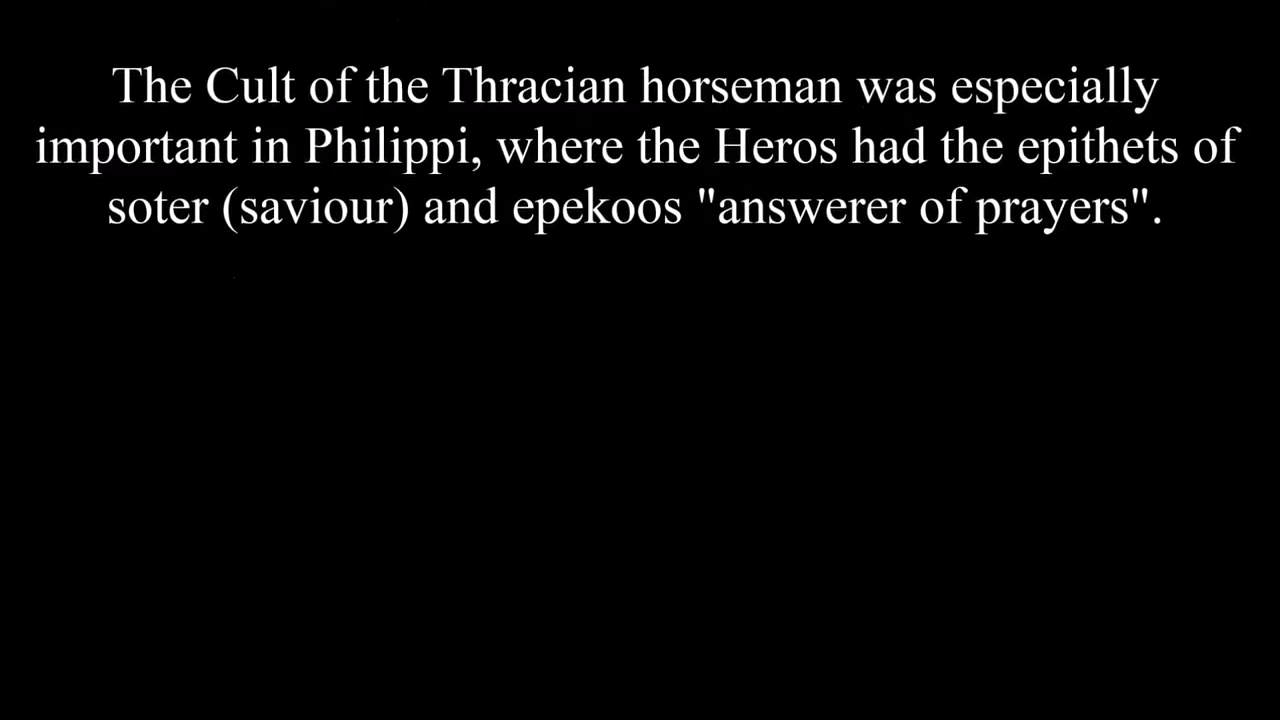 The Cult of the Thracian horseman was especially
important in Philippi, where the Heros had the epithets of
soter (saviour) and epekoos "answerer of prayers".